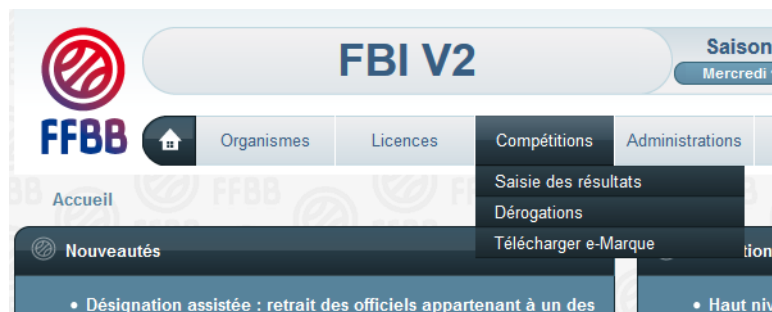 FBI V2
Saison
Mercredi
FFBB
Organismes
Licences
Compétitions
Administrations
Saisie des résultats
Dérogations
Télécharger e-Marque
Accueil
Nouveautés
• Désignation assistée : retrait des officiels appartenant à un des
• Haut